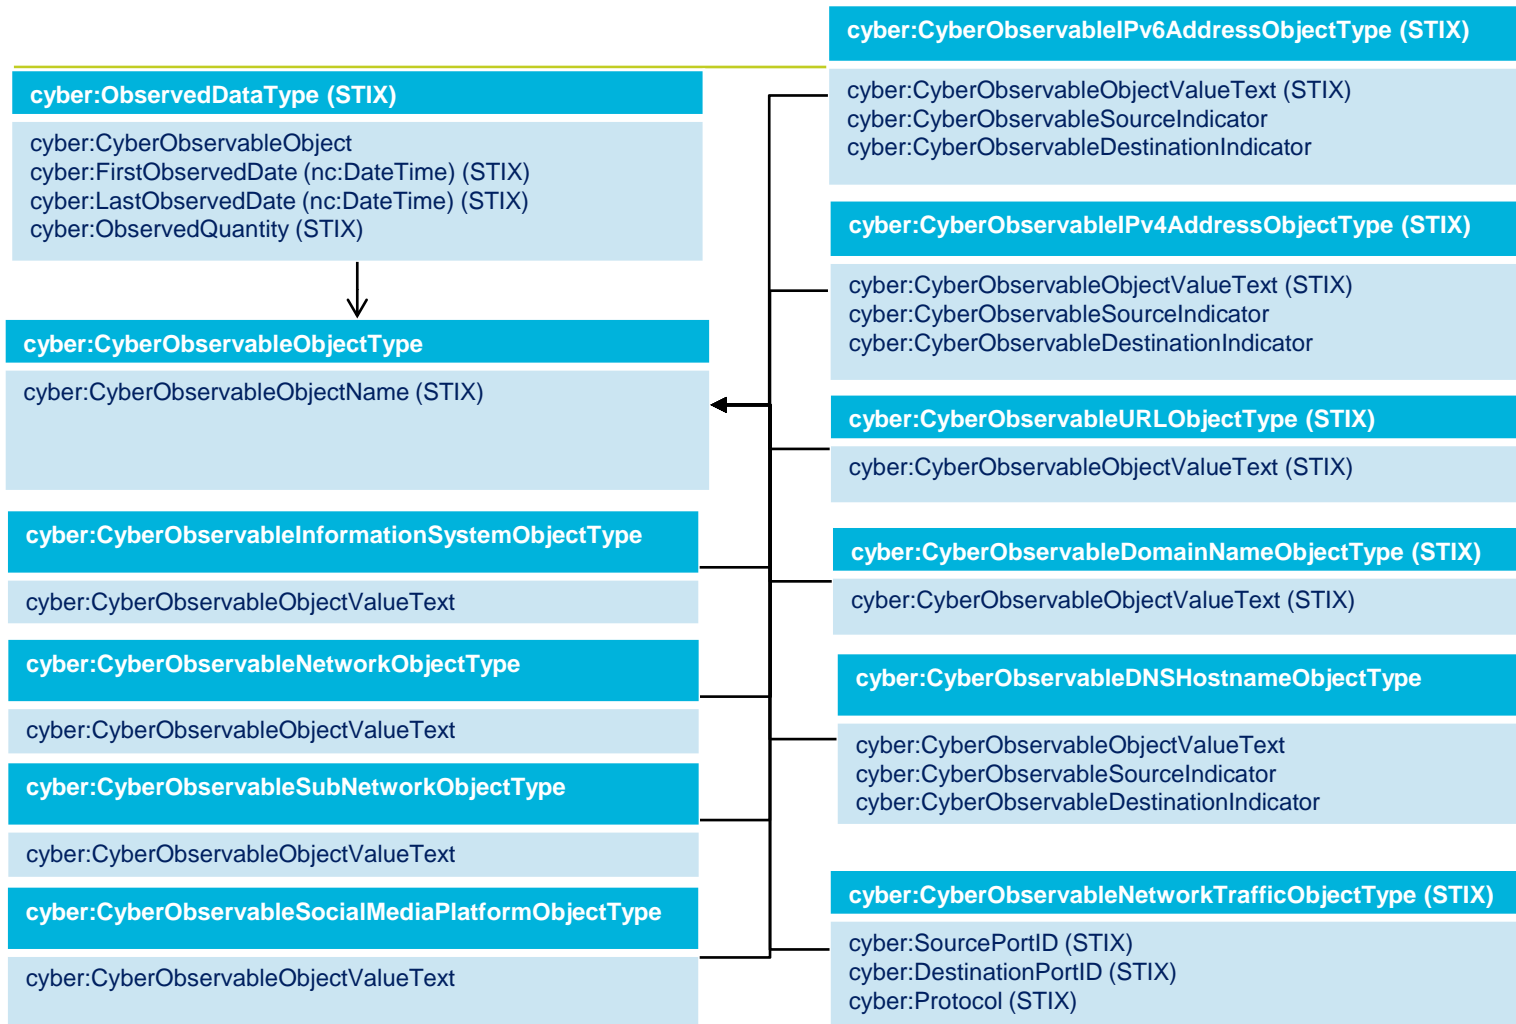 cyber:ObservedDataType (STIX)
cyber:CyberObservableObject
cyber:FirstObservedDate (nc:DateTime) (STIX)
cyber:LastObservedDate (nc:DateTime) (STIX)
cyber:ObservedQuantity (STIX)
cyber:CyberObservableObjectType
cyber:CyberObservableObjectName (STIX)
cyber:CyberObservableInformationSystemObjectType
cyber:CyberObservableObjectValueText
cyber:CyberObservableNetworkObjectType
cyber:CyberObservableObjectValueText
cyber:CyberObservableSubNetworkObjectType
cyber:CyberObservableObjectValueText
cyber:CyberObservableSocialMediaPlatformObjectType
cyber:CyberObservableObjectValueText
cyber:CyberObservableIPv6AddressObjectType (STIX)
cyber:CyberObservableObjectValueText (STIX)
cyber:CyberObservableSourceIndicator
cyber:CyberObservableDestinationIndicator
cyber:CyberObservableIPv4AddressObjectType (STIX)
cyber:CyberObservableObjectValueText (STIX)
cyber:CyberObservableSourceIndicator
cyber:CyberObservableDestinationIndicator
cyber:CyberObservableURLObjectType (STIX)
cyber:CyberObservableObjectValueText (STIX)
cyber:CyberObservableDomainNameObjectType (STIX)
cyber:CyberObservableObjectValueText (STIX)
cyber:CyberObservableDNSHostnameObjectType
cyber:CyberObservableObjectValueText
cyber:CyberObservableSourceIndicator
cyber:CyberObservableDestinationIndicator
cyber:CyberObservableNetworkTrafficObjectType (STIX)
cyber:SourcePortID (STIX)
cyber:DestinationPortID (STIX)
cyber:Protocol (STIX)